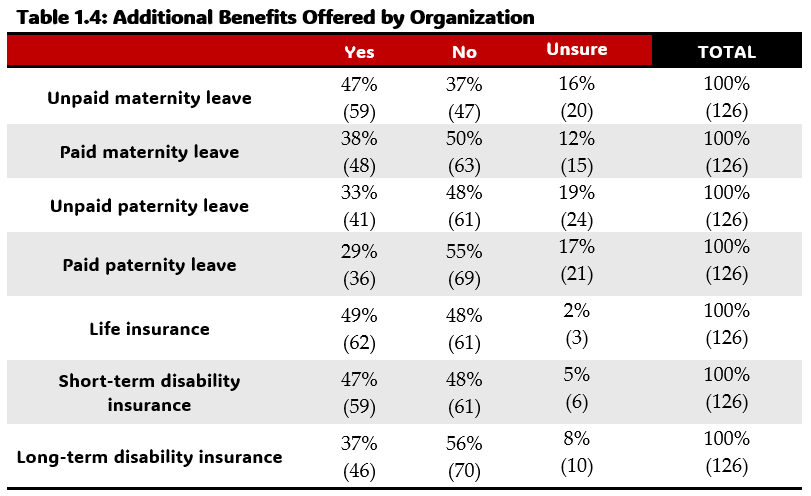 Table 1.4: Additional Benefits Offered by Organization
Yes No Unsure TOTAL
Unpaid maternity leave 47% 37% 16% 100%
(59) (47) (20) (126)
Paid maternity leave 38% 50% 12% 100%
(48) (63) (15) (126)
Unpaid paternity leave 33% 48% 19% 100%
(41) (61) (24) (126)
Paid paternity leave 29% 55% 17% 100%
(36) (69) (21) (126)
Life insurance 49% 48% 2% 100%
(62) (61) (3) (126)
Short-term disability 47% 48% 5% 100%
insurance (59) (61) (6) (126)
Long-term disability insurance 37% 56% 8% 100%
(46) (70) (10) (126)